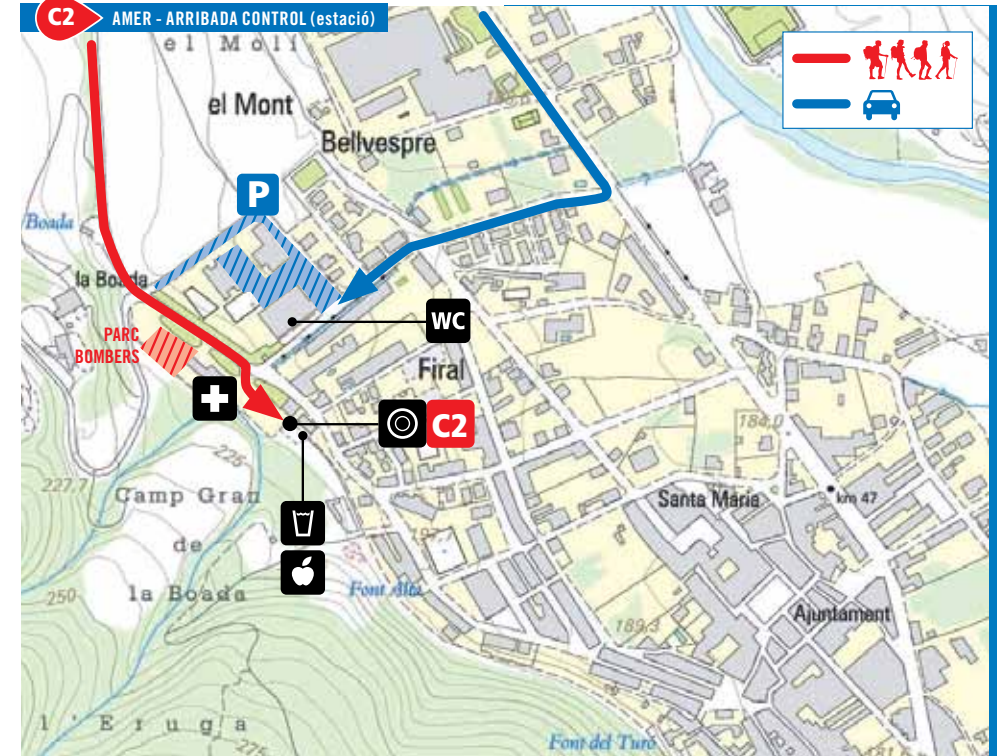 C2 AMER - ARRIBADA CONTROL (estació)
el Molí
el Mont
Bellvespre
P
Boada
la Boada
WC
PARC
BOMBERS
Firal
C2
184,0
225
227,7
Camp Gran
de
la Boada
Santa Maria
km 47
250
Font Alta
189,3
Ajuntament
l'Eruga
275
Font del Turó